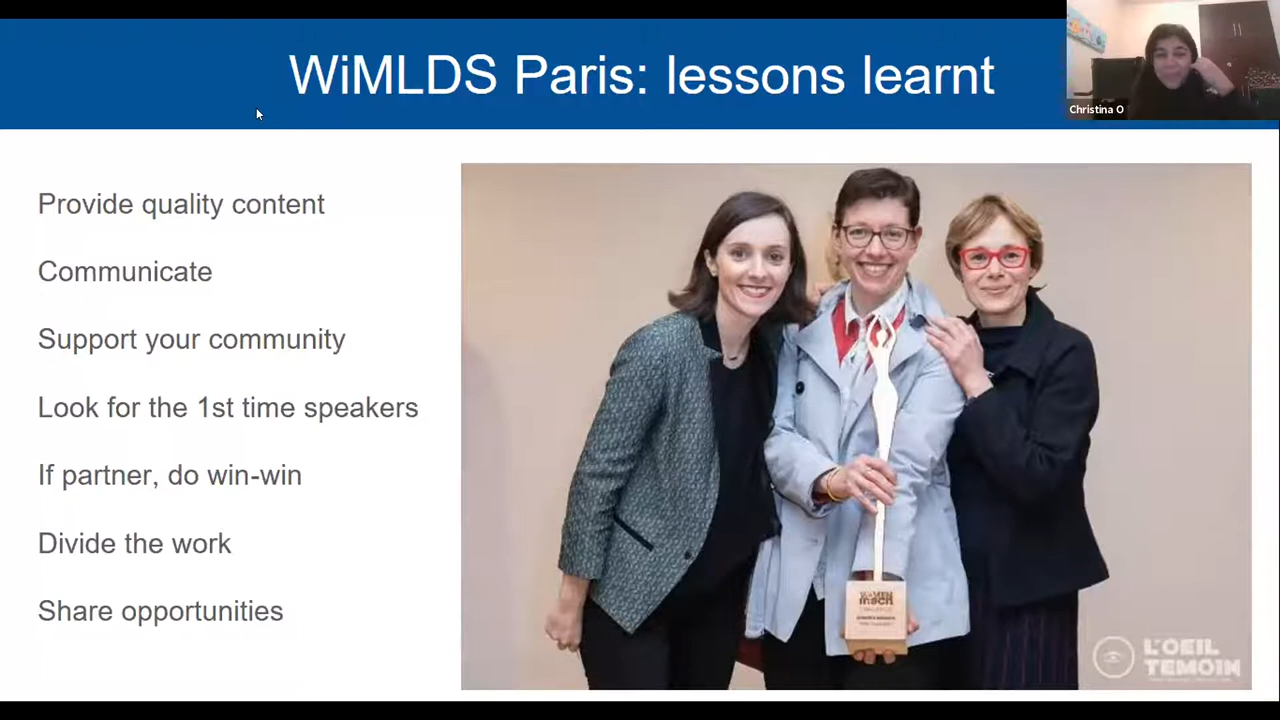 WiMLDS Paris: lessons learnt
Christina O
Provide quality content
Communicate
Support your community
Look for the 1st time speakers
If partner, do win-win
Divide the work
Share opportunities
WOMEN
L'OEIL
TEMOIN